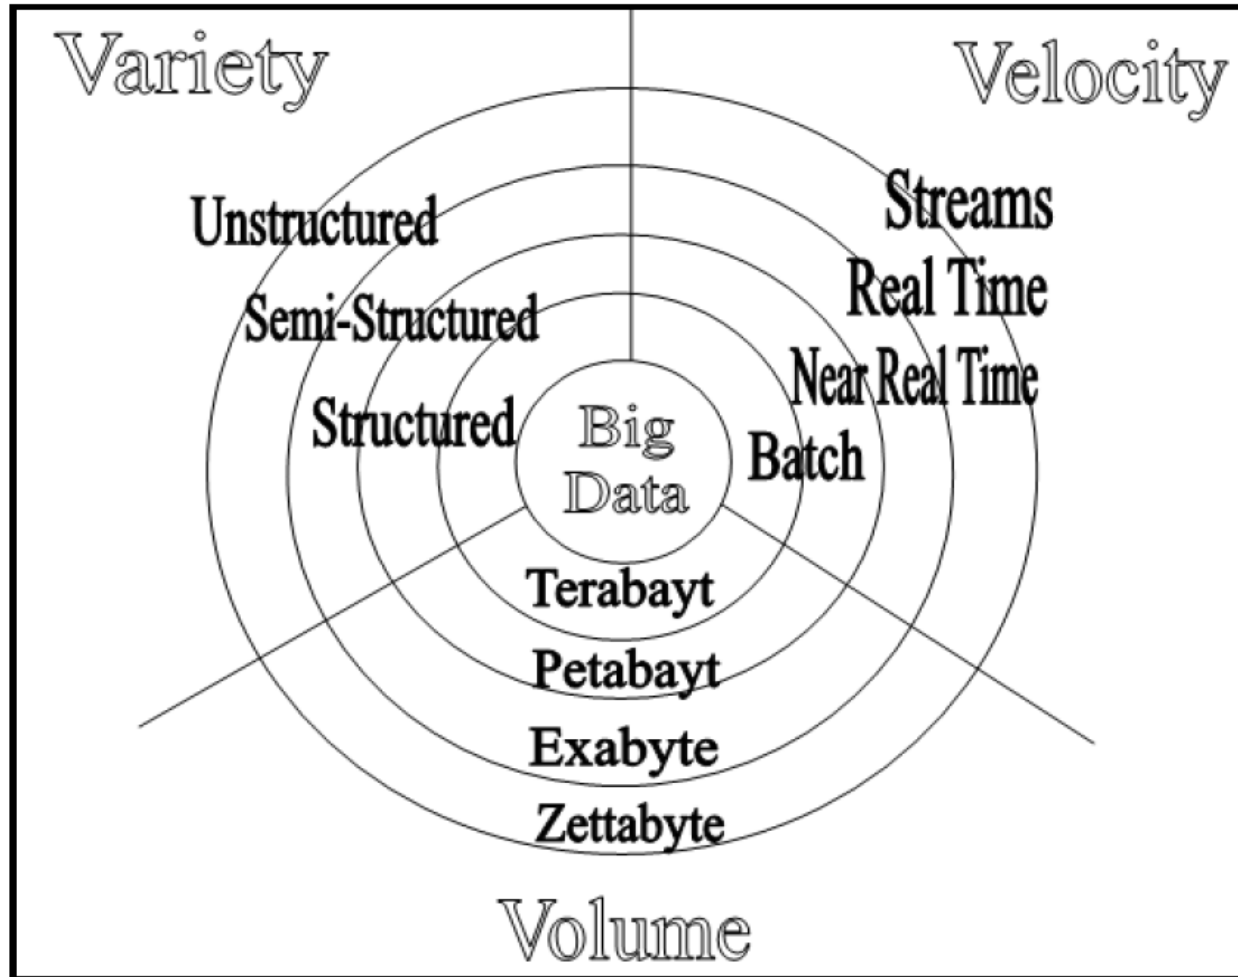 Variety
Velocity
Unstructured
Semi-Structured
Structured
Streams
Real Time
Near Real Time
Batch
Big
Data
Terabayt
Petabayt
Exabyte
Zettabyte
Volume